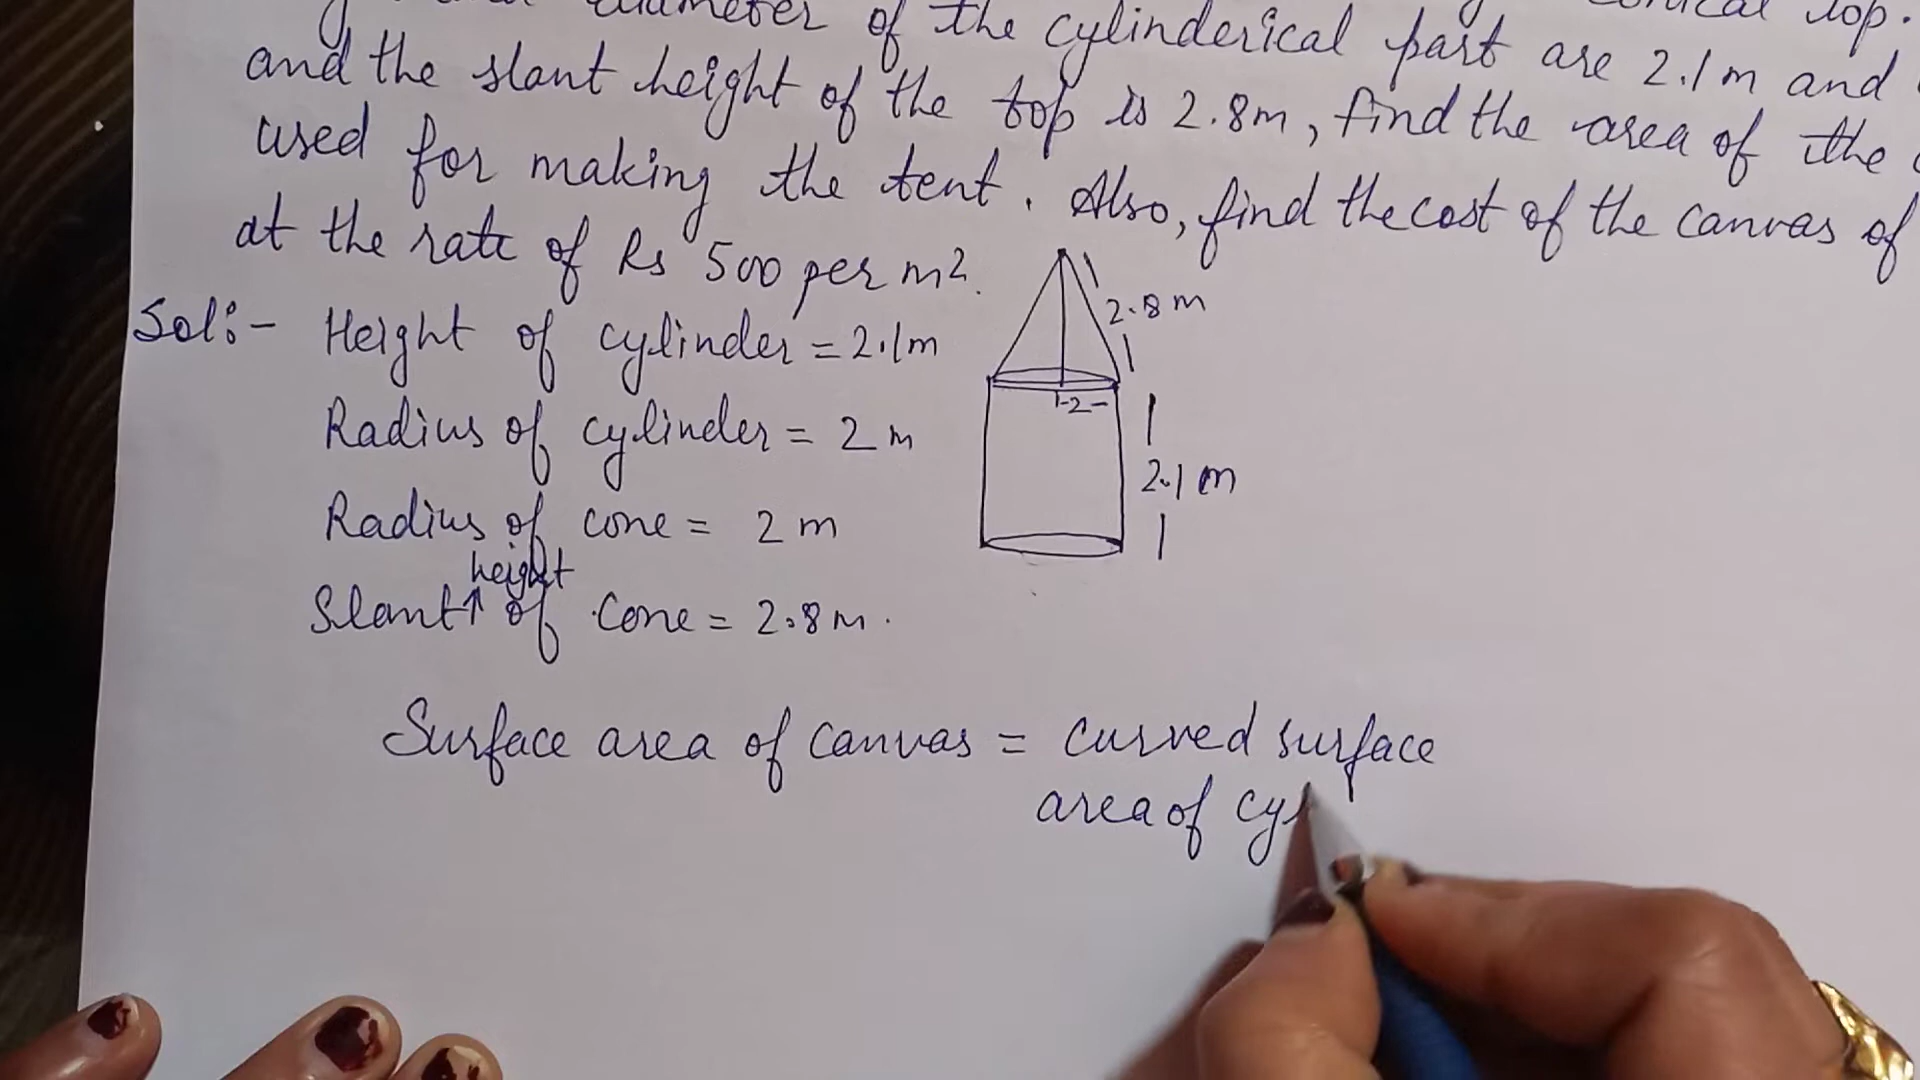 diameter of the cylinderical part are 2.1m and
conical top.
and the slant height of the top is 2.8m, find the area of the
used for making the tent. Also, find the cost of the canvas of
at the rate of Rs 500 per m2.
Sol:- Height of cylinder = 2.1m
2.8 m
Radius of cylinder = 2 m
2
2.1 m
Radius of cone = 2 m
height
Slant↑ of cone = 2.8m.
Surface area of canvas = curved surface
area of cy